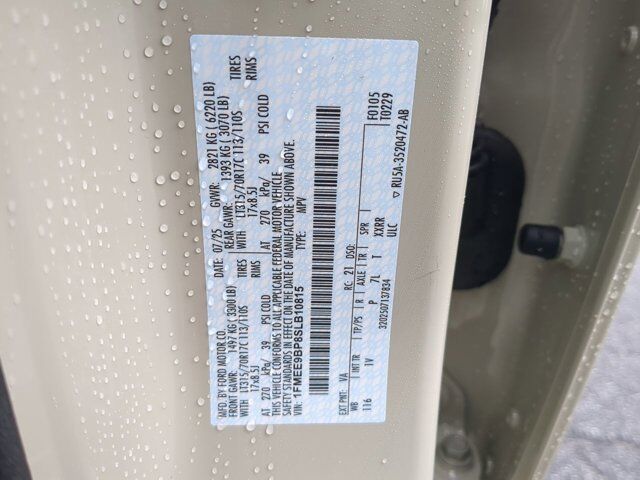 MFD. BY FORD MOTOR CO.
DATE: 07/25 GVWR: 2821 KG ( 6220 LB)
FRONT GAWR: 1497 KG (3300 LB) REAR GAWR: 1393 KG ( 3070 LB)
WITH LT315/70R17C 113/110S WITH LT315/70R17C 113/110S TIRES
17x8.5J RIMS 17x8.5J RIMS
AT 270 kPa/ 39 PSI COLD AT 270 kPa/ 39 PSI COLD
THIS VEHICLE CONFORMS TO ALL APPLICABLE FEDERAL MOTOR VEHICLE
SAFETY STANDARDS IN EFFECT ON THE DATE OF MANUFACTURE SHOWN ABOVE.
VIN: 1FMEE9BP8SLB10815 TYPE: MPV
F0105
T0229
EXT PNT: VA RC: 21 DSO:
WB INT TR TP/PS R AXLE TR SPR
116 1V P 7L T XXRR
3202507137834 ULC
▽ RU5A-3520472-AB